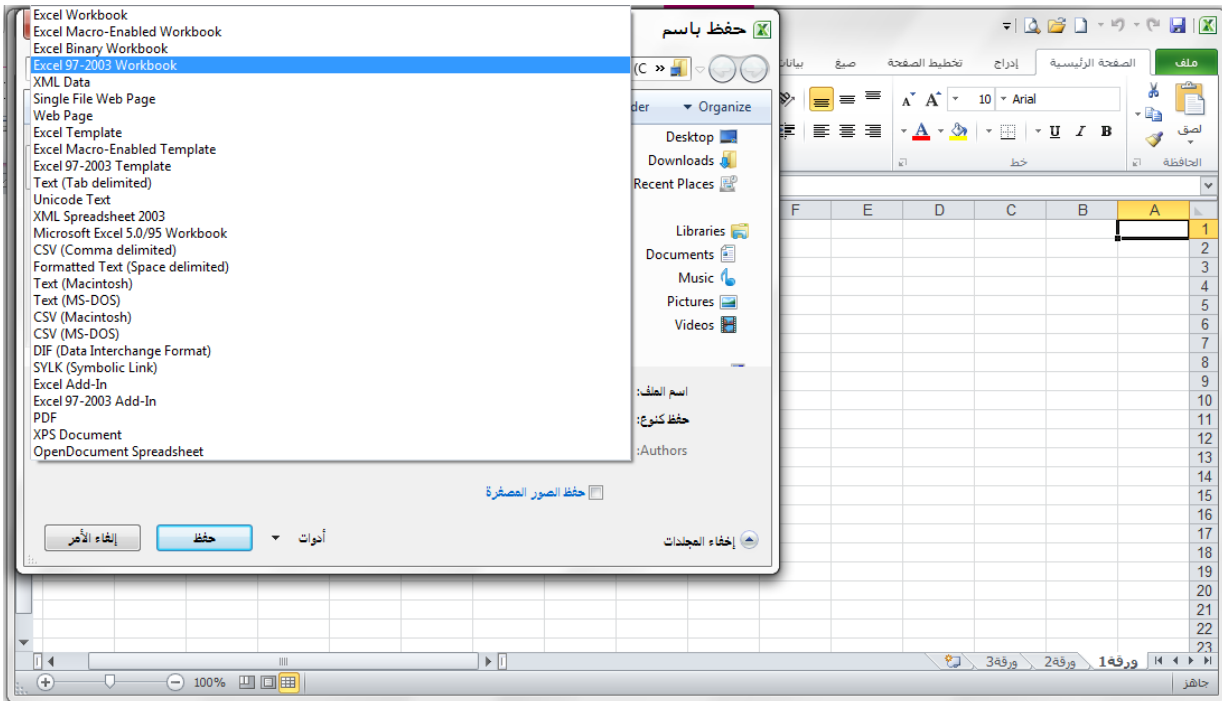 Excel Workbook
Excel Macro-Enabled Workbook
Excel Binary Workbook
Excel 97-2003 Workbook
XML Data
Single File Web Page
Web Page
Excel Template
Excel Macro-Enabled Template
Excel 97-2003 Template
Text (Tab delimited)
Unicode Text
XML Spreadsheet 2003
Microsoft Excel 5.0/95 Workbook
CSV (Comma delimited)
Formatted Text (Space delimited)
Text (Macintosh)
Text (MS-DOS)
CSV (Macintosh)
CSV (MS-DOS)
DIF (Data Interchange Format)
SYLK (Symbolic Link)
Excel Add-In
Excel 97-2003 Add-In
PDF
XPS Document
OpenDocument Spreadsheet
حفظ باسم
(C »
Organize
Desktop
Downloads
Recent Places
Libraries
Documents
Music
Pictures
Videos
اسم الملف:
حفظ كنوع:
Authors:
حفظ الصور المصغرة
إخفاء المجلدات
أدوات
حفظ
إلغاء الأمر
ملف
الصفحة الرئيسية
إدراج
تخطيط الصفحة
صيغ
Arial
10
لصق
B I U
الحافظة
خط
A B C D E F
1
2
3
4
5
6
7
8
9
10
11
12
13
14
15
16
17
18
19
20
21
22
23
ورقة1 ورقة2 ورقة3
جاهز
100%